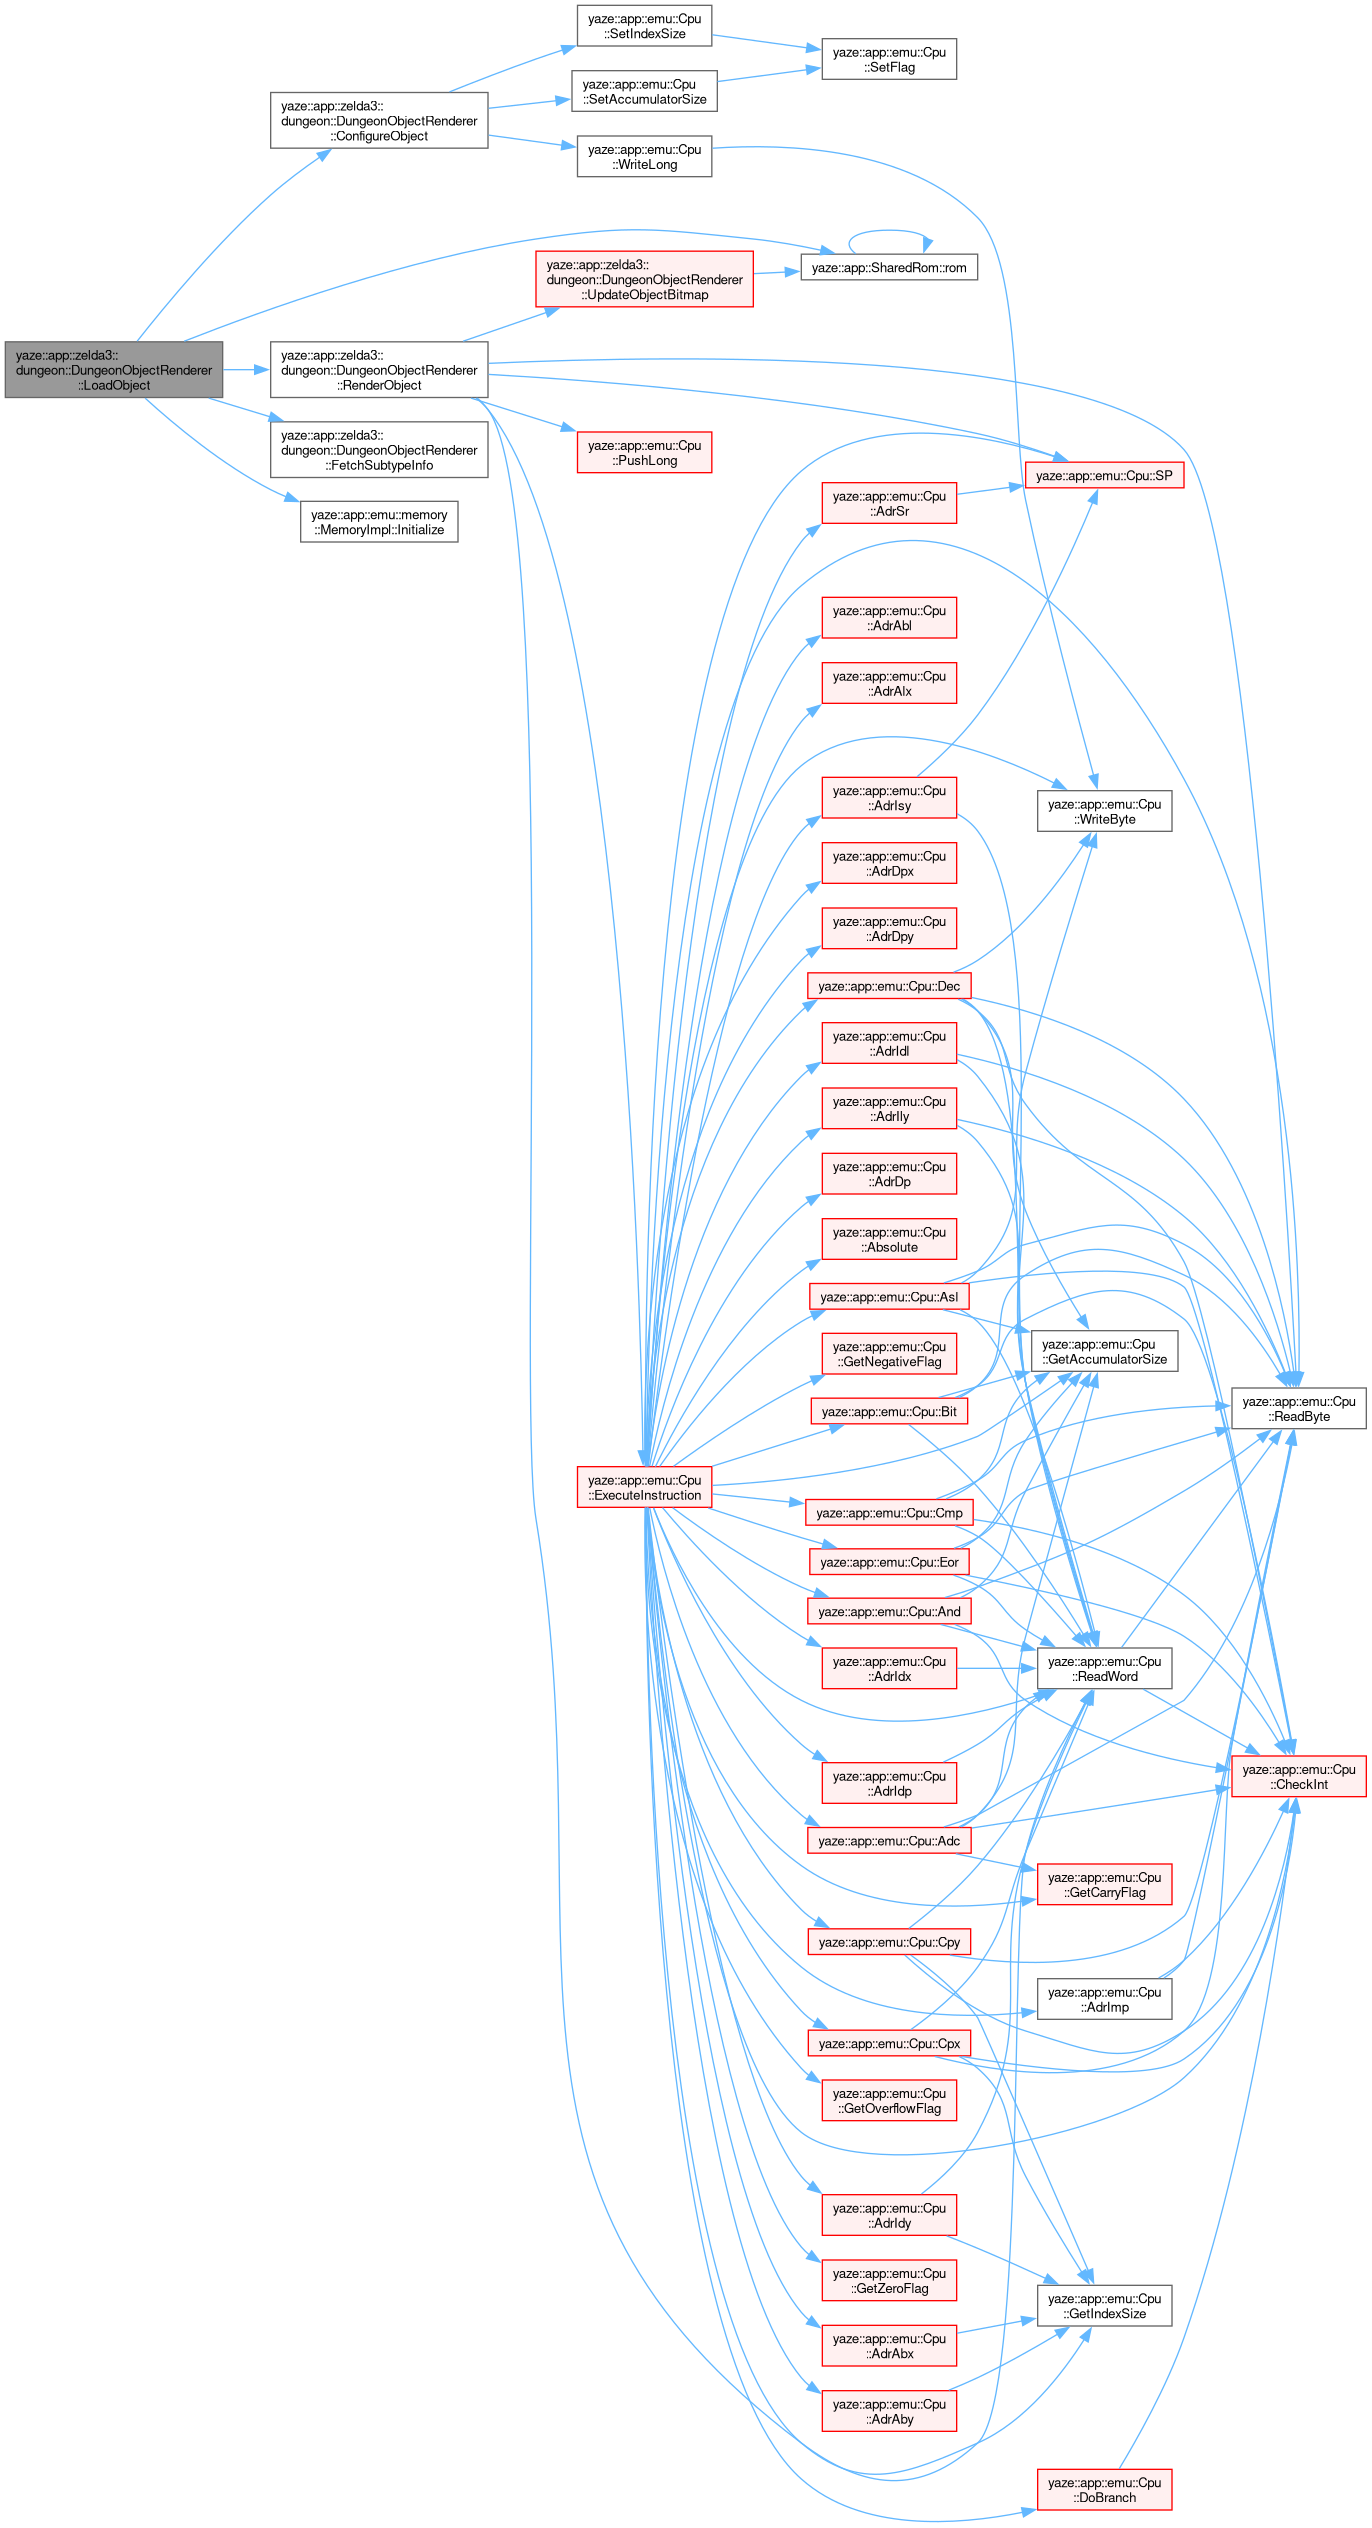 yaze::app::emu::Cpu
::SetIndexSize
yaze::app::emu::Cpu
::SetFlag
yaze::app::emu::Cpu
::SetAccumulatorSize
yaze::app::zelda3::
dungeon::DungeonObjectRenderer
::ConfigureObject
yaze::app::emu::Cpu
::WriteLong
yaze::app::zelda3::
dungeon::DungeonObjectRenderer
::UpdateObjectBitmap
yaze::app::SharedRom::rom
yaze::app::zelda3::
dungeon::DungeonObjectRenderer
::LoadObject
yaze::app::zelda3::
dungeon::DungeonObjectRenderer
::RenderObject
yaze::app::zelda3::
dungeon::DungeonObjectRenderer
::FetchSubtypeInfo
yaze::app::emu::Cpu
::PushLong
yaze::app::emu::Cpu::SP
yaze::app::emu::memory
::MemoryImpl::Initialize
yaze::app::emu::Cpu
::AdrSr
yaze::app::emu::Cpu
::AdrAbl
yaze::app::emu::Cpu
::AdrAlx
yaze::app::emu::Cpu
::AdrIsy
yaze::app::emu::Cpu
::WriteByte
yaze::app::emu::Cpu
::AdrDpx
yaze::app::emu::Cpu
::AdrDpy
yaze::app::emu::Cpu::Dec
yaze::app::emu::Cpu
::AdrIdl
yaze::app::emu::Cpu
::AdrIly
yaze::app::emu::Cpu
::AdrDp
yaze::app::emu::Cpu
::Absolute
yaze::app::emu::Cpu::Asl
yaze::app::emu::Cpu
::GetNegativeFlag
yaze::app::emu::Cpu
::GetAccumulatorSize
yaze::app::emu::Cpu::Bit
yaze::app::emu::Cpu
::ReadByte
yaze::app::emu::Cpu
::ExecuteInstruction
yaze::app::emu::Cpu::Cmp
yaze::app::emu::Cpu::Eor
yaze::app::emu::Cpu::And
yaze::app::emu::Cpu
::AdrIdx
yaze::app::emu::Cpu
::ReadWord
yaze::app::emu::Cpu
::AdrIdp
yaze::app::emu::Cpu
::CheckInt
yaze::app::emu::Cpu::Adc
yaze::app::emu::Cpu
::GetCarryFlag
yaze::app::emu::Cpu::Cpy
yaze::app::emu::Cpu
::AdrImp
yaze::app::emu::Cpu::Cpx
yaze::app::emu::Cpu
::GetOverflowFlag
yaze::app::emu::Cpu
::AdrIdy
yaze::app::emu::Cpu
::GetZeroFlag
yaze::app::emu::Cpu
::GetIndexSize
yaze::app::emu::Cpu
::AdrAbx
yaze::app::emu::Cpu
::AdrAby
yaze::app::emu::Cpu
::DoBranch